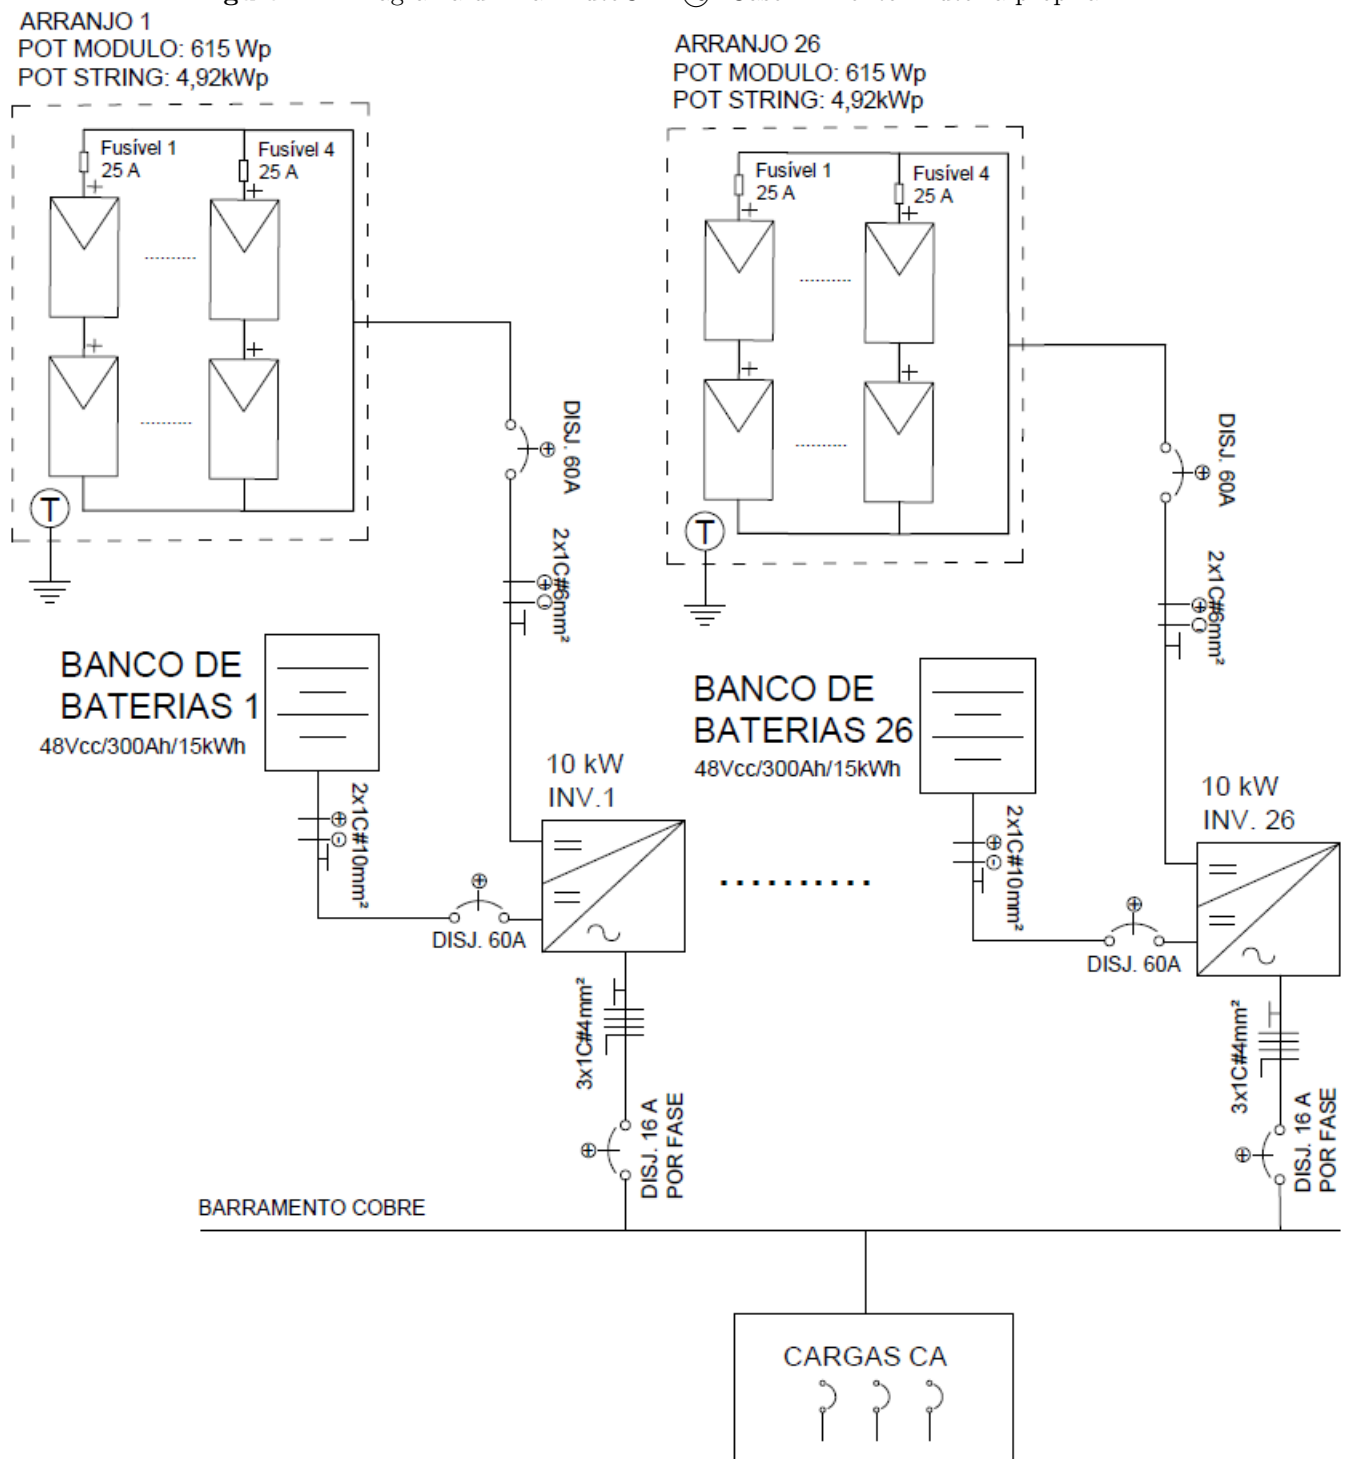 ARRANJO 1
POT MODULO: 615 Wp
POT STRING: 4,92kWp
Fusível 1
25 A
Fusível 4
25 A
T
DISJ. 60A
2x1C#6mm²
BANCO DE
BATERIAS 1
48Vcc/300Ah/15kWh
2x1C#10mm²
DISJ. 60A
10 kW
INV.1
3x1C#4mm²
DISJ. 16 A
POR FASE
ARRANJO 26
POT MODULO: 615 Wp
POT STRING: 4,92kWp
Fusível 1
25 A
Fusível 4
25 A
T
DISJ. 60A
2x1C#6mm²
BANCO DE
BATERIAS 26
48Vcc/300Ah/15kWh
2x1C#10mm²
DISJ. 60A
10 kW
INV. 26
3x1C#4mm²
DISJ. 16 A
POR FASE
BARRAMENTO COBRE
CARGAS CA